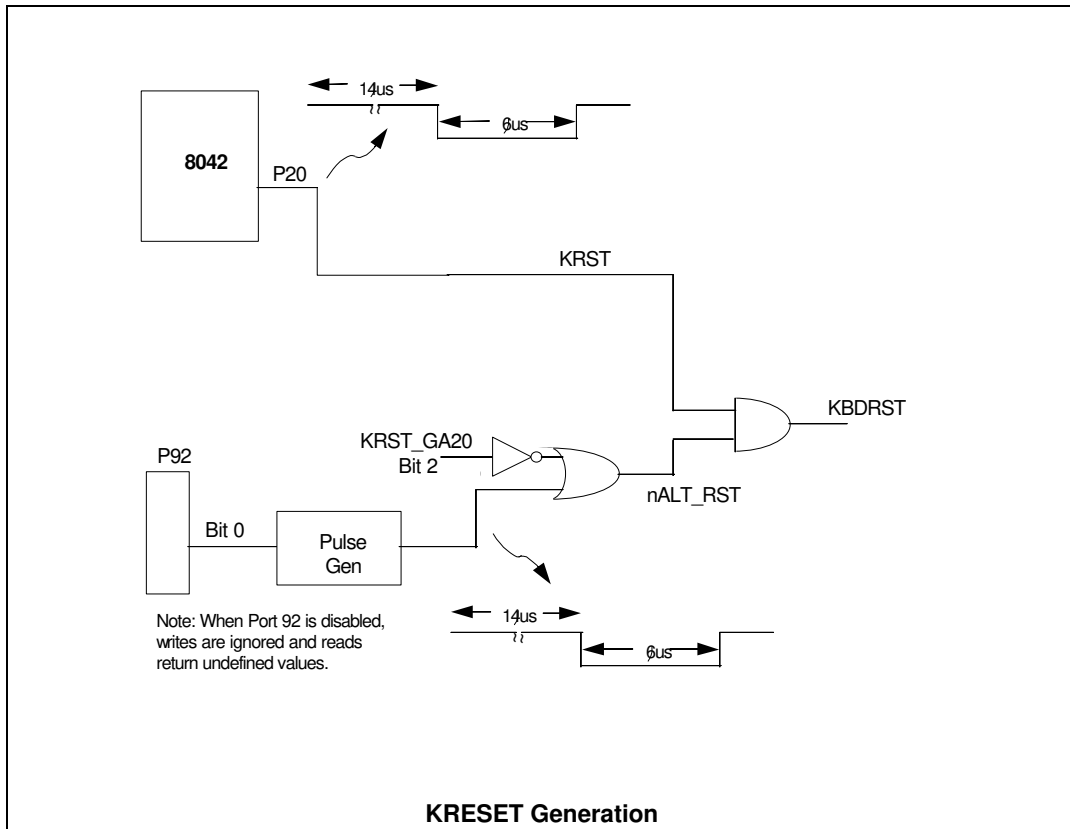 14us
6us
8042
P20
KRST
KBDRST
KRST_GA20
Bit 2
nALT_RST
P92
Bit 0
Pulse
Gen
Note: When Port 92 is disabled,
writes are ignored and reads
return undefined values.
14us
6us
KRESET Generation